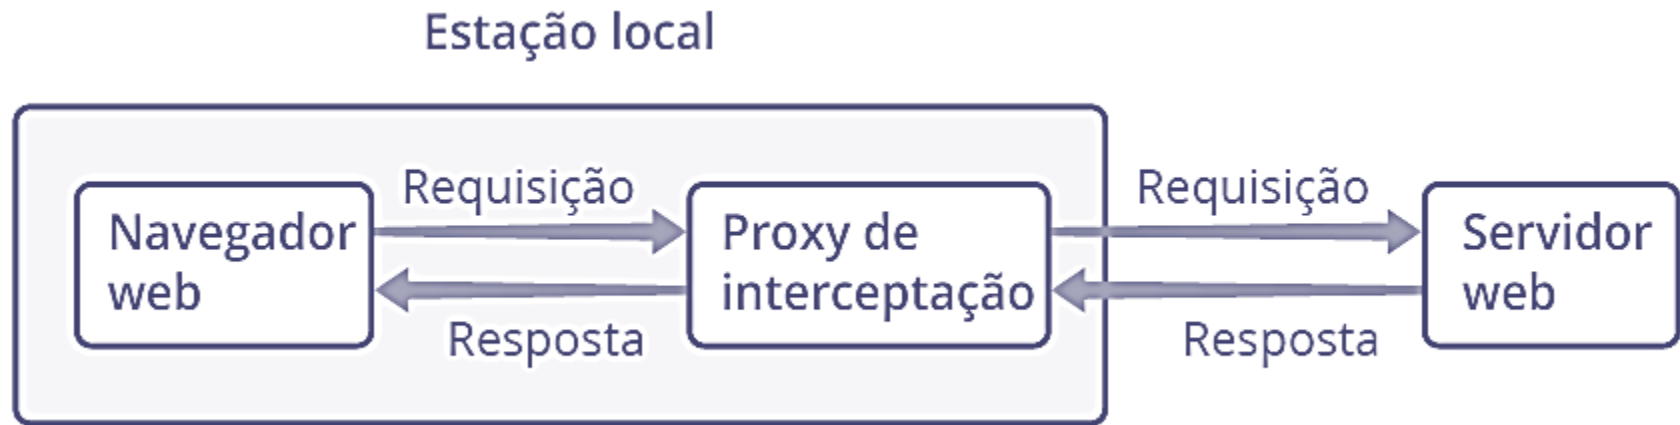 Estação local
Requisição
Requisição
Navegador
web
Proxy de
interceptação
Servidor
web
Resposta
Resposta